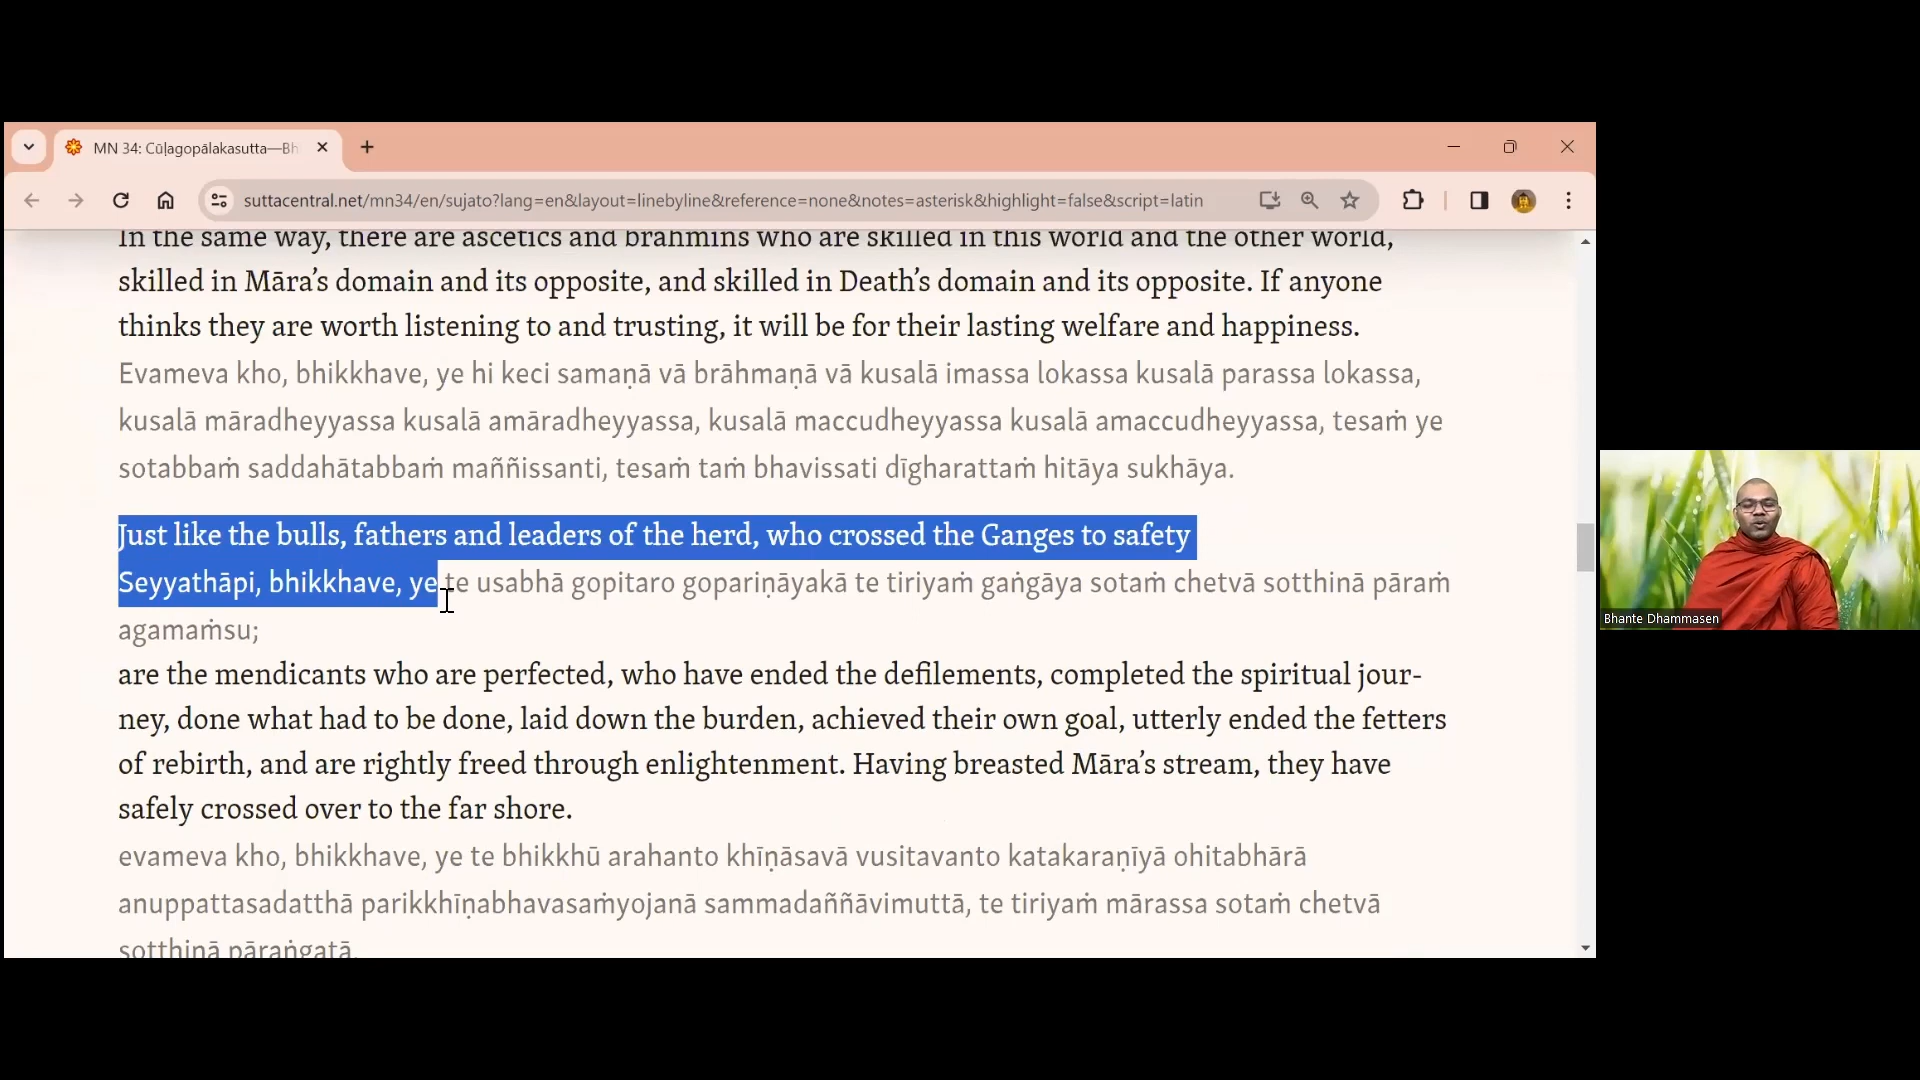 MN 34: Cūḷagopālakasutta—Bh
suttacentral.net/mn34/en/sujato?lang=en&layout=linebyline&reference=none&notes=asterisk&highlight=false&script=latin
In the same way, there are ascetics and brahmins who are skilled in this world and the other world,
skilled in Māra’s domain and its opposite, and skilled in Death’s domain and its opposite. If anyone
thinks they are worth listening to and trusting, it will be for their lasting welfare and happiness.
Evameva kho, bhikkhave, ye hi keci samaṇā vā brāhmaṇā vā kusalā imassa lokassa kusalā parassa lokassa,
kusalā māradheyyassa kusalā amāradheyyassa, kusalā maccudheyyassa kusalā amaccudheyyassa, tesaṁ ye
sotabbaṁ saddahātabbaṁ maññissanti, tesaṁ taṁ bhavissati dīgharattaṁ hitāya sukhāya.
Just like the bulls, fathers and leaders of the herd, who crossed the Ganges to safety
Seyyathāpi, bhikkhave, ye te usabhā gopitaro gopariṇāyakā te tiriyaṁ gaṅgāya sotaṁ chetvā sotthinā pāraṁ
agamaṁsu;
are the mendicants who are perfected, who have ended the defilements, completed the spiritual jour-
ney, done what had to be done, laid down the burden, achieved their own goal, utterly ended the fetters
of rebirth, and are rightly freed through enlightenment. Having breasted Māra’s stream, they have
safely crossed over to the far shore.
evameva kho, bhikkhave, ye te bhikkhū arahanto khīṇāsavā vusitavanto katakaraṇīyā ohitabhārā
anuppattasadatthā parikkhīṇabhavasaṁyojanā sammadaññāvimuttā, te tiriyaṁ mārassa sotaṁ chetvā
sotthinā pāraṅgatā.
Bhante Dhammasen